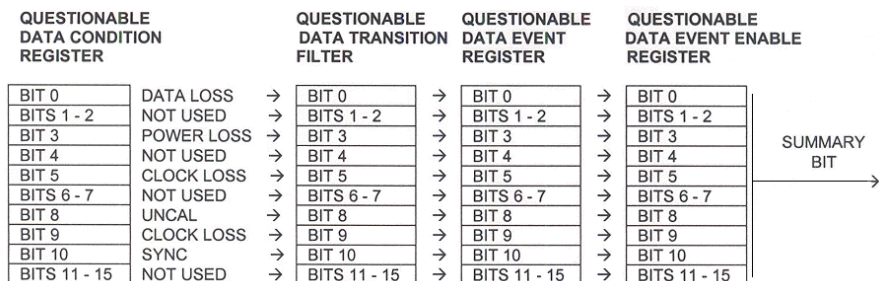 QUESTIONABLE DATA CONDITION REGISTER
QUESTIONABLE DATA TRANSITION FILTER
QUESTIONABLE DATA EVENT REGISTER
QUESTIONABLE DATA EVENT ENABLE REGISTER
BIT 0 DATA LOSS → BIT 0 → BIT 0 → BIT 0
BITS 1 - 2 NOT USED → BITS 1 - 2 → BITS 1 - 2 → BITS 1 - 2
BIT 3 POWER LOSS → BIT 3 → BIT 3 → BIT 3
BIT 4 NOT USED → BIT 4 → BIT 4 → BIT 4
BIT 5 CLOCK LOSS → BIT 5 → BIT 5 → BIT 5
BITS 6 - 7 NOT USED → BITS 6 - 7 → BITS 6 - 7 → BITS 6 - 7
BIT 8 UNCAL → BIT 8 → BIT 8 → BIT 8
BIT 9 CLOCK LOSS → BIT 9 → BIT 9 → BIT 9
BIT 10 SYNC → BIT 10 → BIT 10 → BIT 10
BITS 11 - 15 NOT USED → BITS 11 - 15 → BITS 11 - 15 → BITS 11 - 15
SUMMARY
BIT